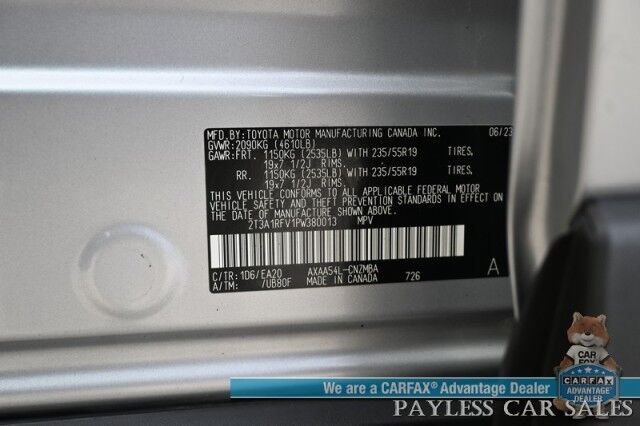 MFD.BY:TOYOTA MOTOR MANUFACTURING CANADA INC. 06/23
GVWR:2090KG (4610LB)
GAWR:FRT. 1150KG (2535LB) WITH 235/55R19 TIRES.
19x7 1/2J RIMS.
RR. 1150KG (2535LB) WITH 235/55R19 TIRES.
19x7 1/2J RIMS.
THIS VEHICLE CONFORMS TO ALL APPLICABLE FEDERAL MOTOR
VEHICLE SAFETY AND THEFT PREVENTION STANDARDS IN EFFECT ON
THE DATE OF MANUFACTURE SHOWN ABOVE.
2T3A1RFV1PW380013 MPV
C/TR:1D6/EA20 AXAA54L-CNZMBA A
A/TM: /UB80F MADE IN CANADA 726
CAR
FOX
CARFAX
ADVANTAGE
DEALER
We are a CARFAX® Advantage Dealer
PAYLESS CAR SALES